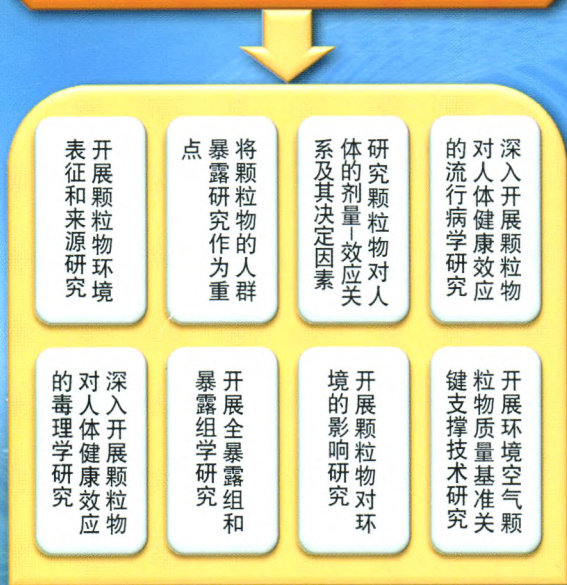 开展颗粒物环境
表征和来源研究
将颗粒物的人群
暴露研究作为重
点
研究颗粒物对人
体的剂量–效应关
系及其决定因素
深入开展颗粒物
对人体健康效应
的流行病学研究
深入开展颗粒物
对人体健康效应
的毒理学研究
开展全暴露组和
暴露组学研究
开展颗粒物对环
境的影响研究
开展环境空气颗
粒物质量基准关
键支撑技术研究